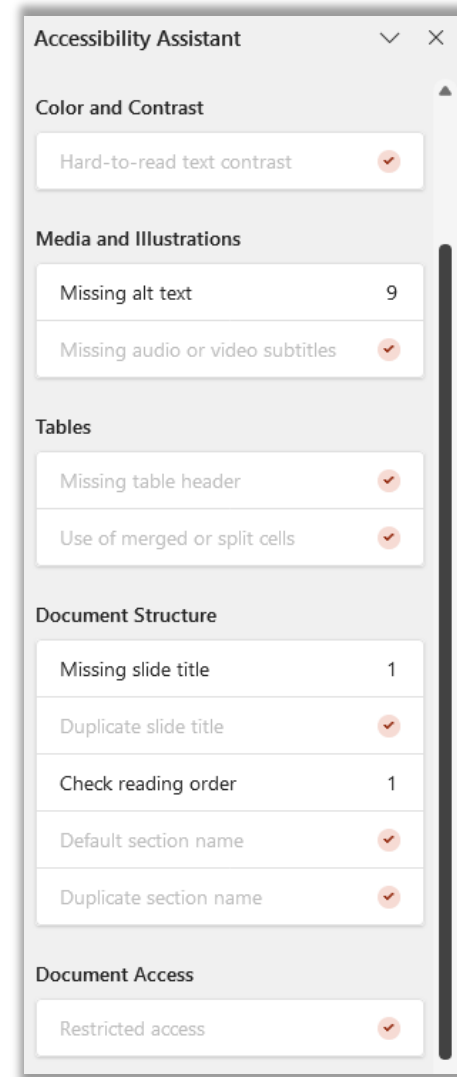 Accessibility Assistant
Color and Contrast
Hard-to-read text contrast
Media and Illustrations
Missing alt text 9
Missing audio or video subtitles
Tables
Missing table header
Use of merged or split cells
Document Structure
Missing slide title 1
Duplicate slide title
Check reading order 1
Default section name
Duplicate section name
Document Access
Restricted access